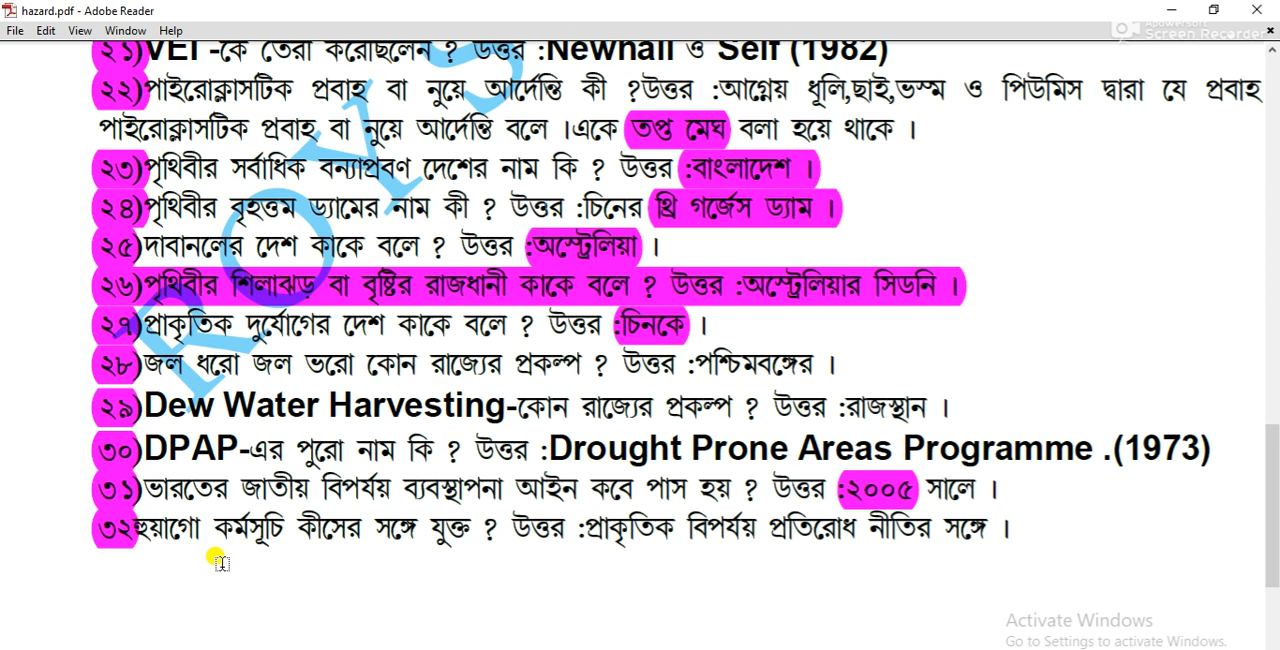 hazard.pdf - Adobe Reader
File Edit View Window Help
Apowersoft
Screen Recorder
২১)VEI -কে তৈরী করেছিলেন ? উত্তর :Newhall ও Self (1982)
২২)পাইরোক্লাসটিক প্রবাহ বা নুয়ে আর্দেন্তি কী ?উত্তর :আগ্নেয় ধূলি,ছাই,ভস্ম ও পিউমিস দ্বারা যে প্রবাহ
পাইরোক্লাসটিক প্রবাহ বা নুয়ে আর্দেন্তি বলে ।একে তপ্ত মেঘ বলা হয়ে থাকে ।
২৩)পৃথিবীর সর্বাধিক বন্যাপ্রবণ দেশের নাম কি ? উত্তর :বাংলাদেশ ।
২৪)পৃথিবীর বৃহত্তম ড্যামের নাম কী ? উত্তর :চিনের থ্রি গর্জেস ড্যাম ।
২৫)দাবানলের দেশ কাকে বলে ? উত্তর :অস্ট্রেলিয়া ।
২৬)পৃথিবীর শিলাঝড় বা বৃষ্টির রাজধানী কাকে বলে ? উত্তর :অস্ট্রেলিয়ার সিডনি ।
২৭)প্রাকৃতিক দুর্যোগের দেশ কাকে বলে ? উত্তর :চিনকে ।
২৮)জল ধরো জল ভরো কোন রাজ্যের প্রকল্প ? উত্তর :পশ্চিমবঙ্গের ।
২৯)Dew Water Harvesting-কোন রাজ্যের প্রকল্প ? উত্তর :রাজস্থান ।
৩০)DPAP-এর পুরো নাম কি ? উত্তর :Drought Prone Areas Programme .(1973)
৩১)ভারতের জাতীয় বিপর্যয় ব্যবস্থাপনা আইন কবে পাস হয় ? উত্তর :২০০৫ সালে ।
৩২হুয়াগো কর্মসূচি কীসের সঙ্গে যুক্ত ? উত্তর :প্রাকৃতিক বিপর্যয় প্রতিরোধ নীতির সঙ্গে ।
ROYS
Activate Windows
Go to Settings to activate Windows.